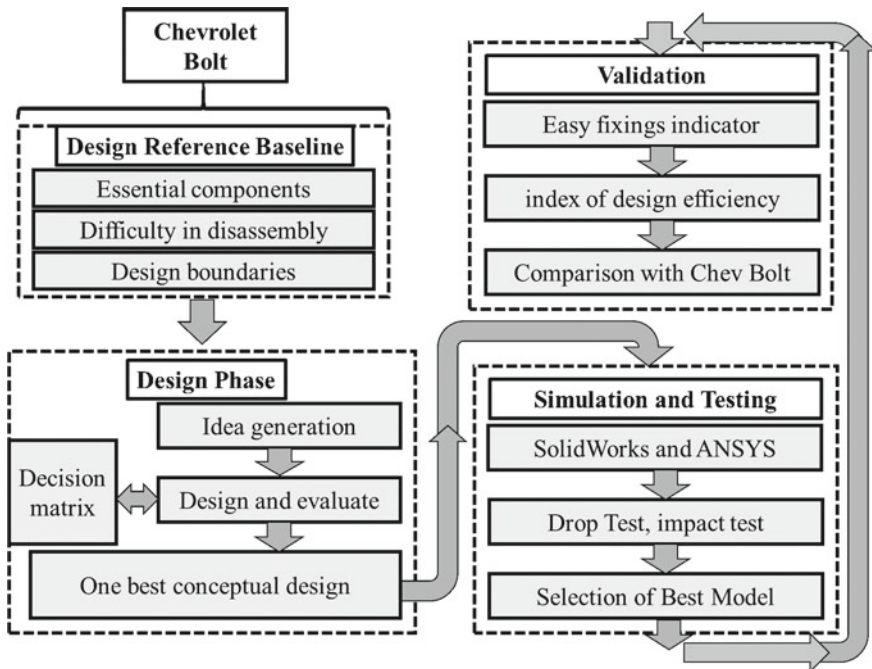 Chevrolet
Bolt
Design Reference Baseline
Essential components
Difficulty in disassembly
Design boundaries
Design Phase
Idea generation
Decision
matrix
Design and evaluate
One best conceptual design
Simulation and Testing
SolidWorks and ANSYS
Drop Test, impact test
Selection of Best Model
Validation
Easy fixings indicator
index of design efficiency
Comparison with Chev Bolt